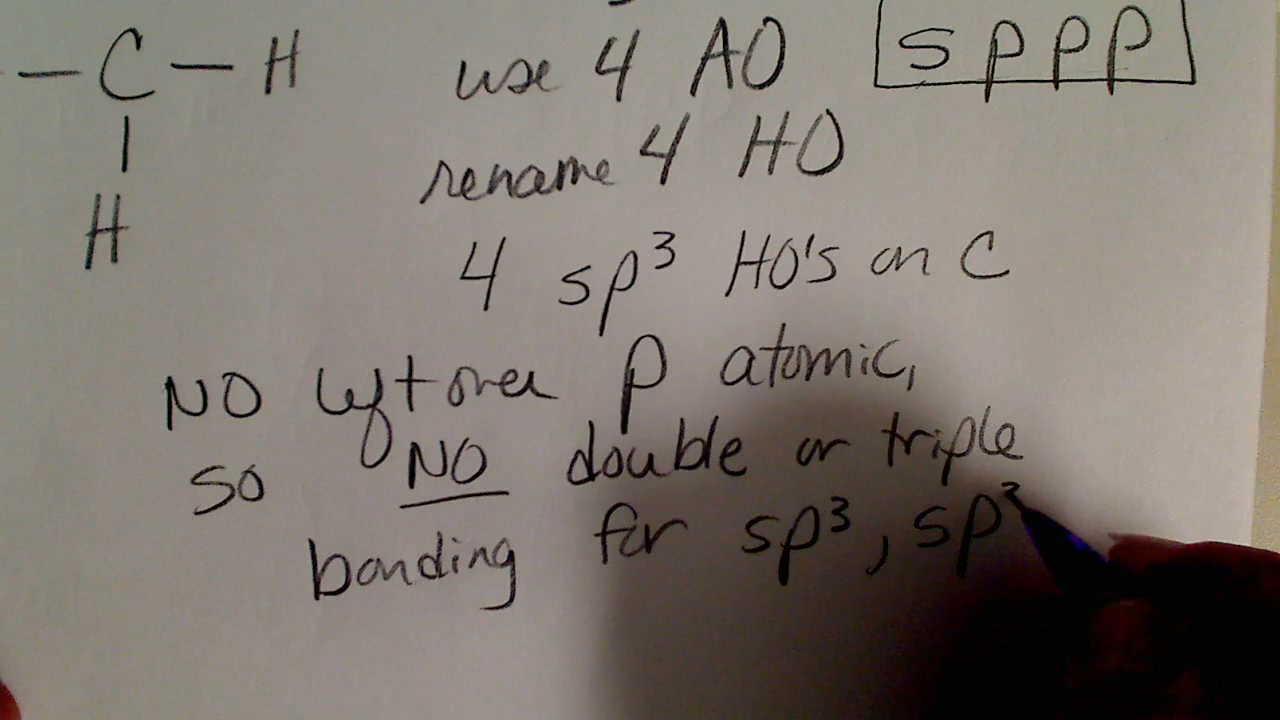 — C — H
|
H
use 4 AO s p p p
rename 4 HO
4 sp³ HO's on C
NO leftover p atomic,
so NO double or triple
bonding for sp³, sp³